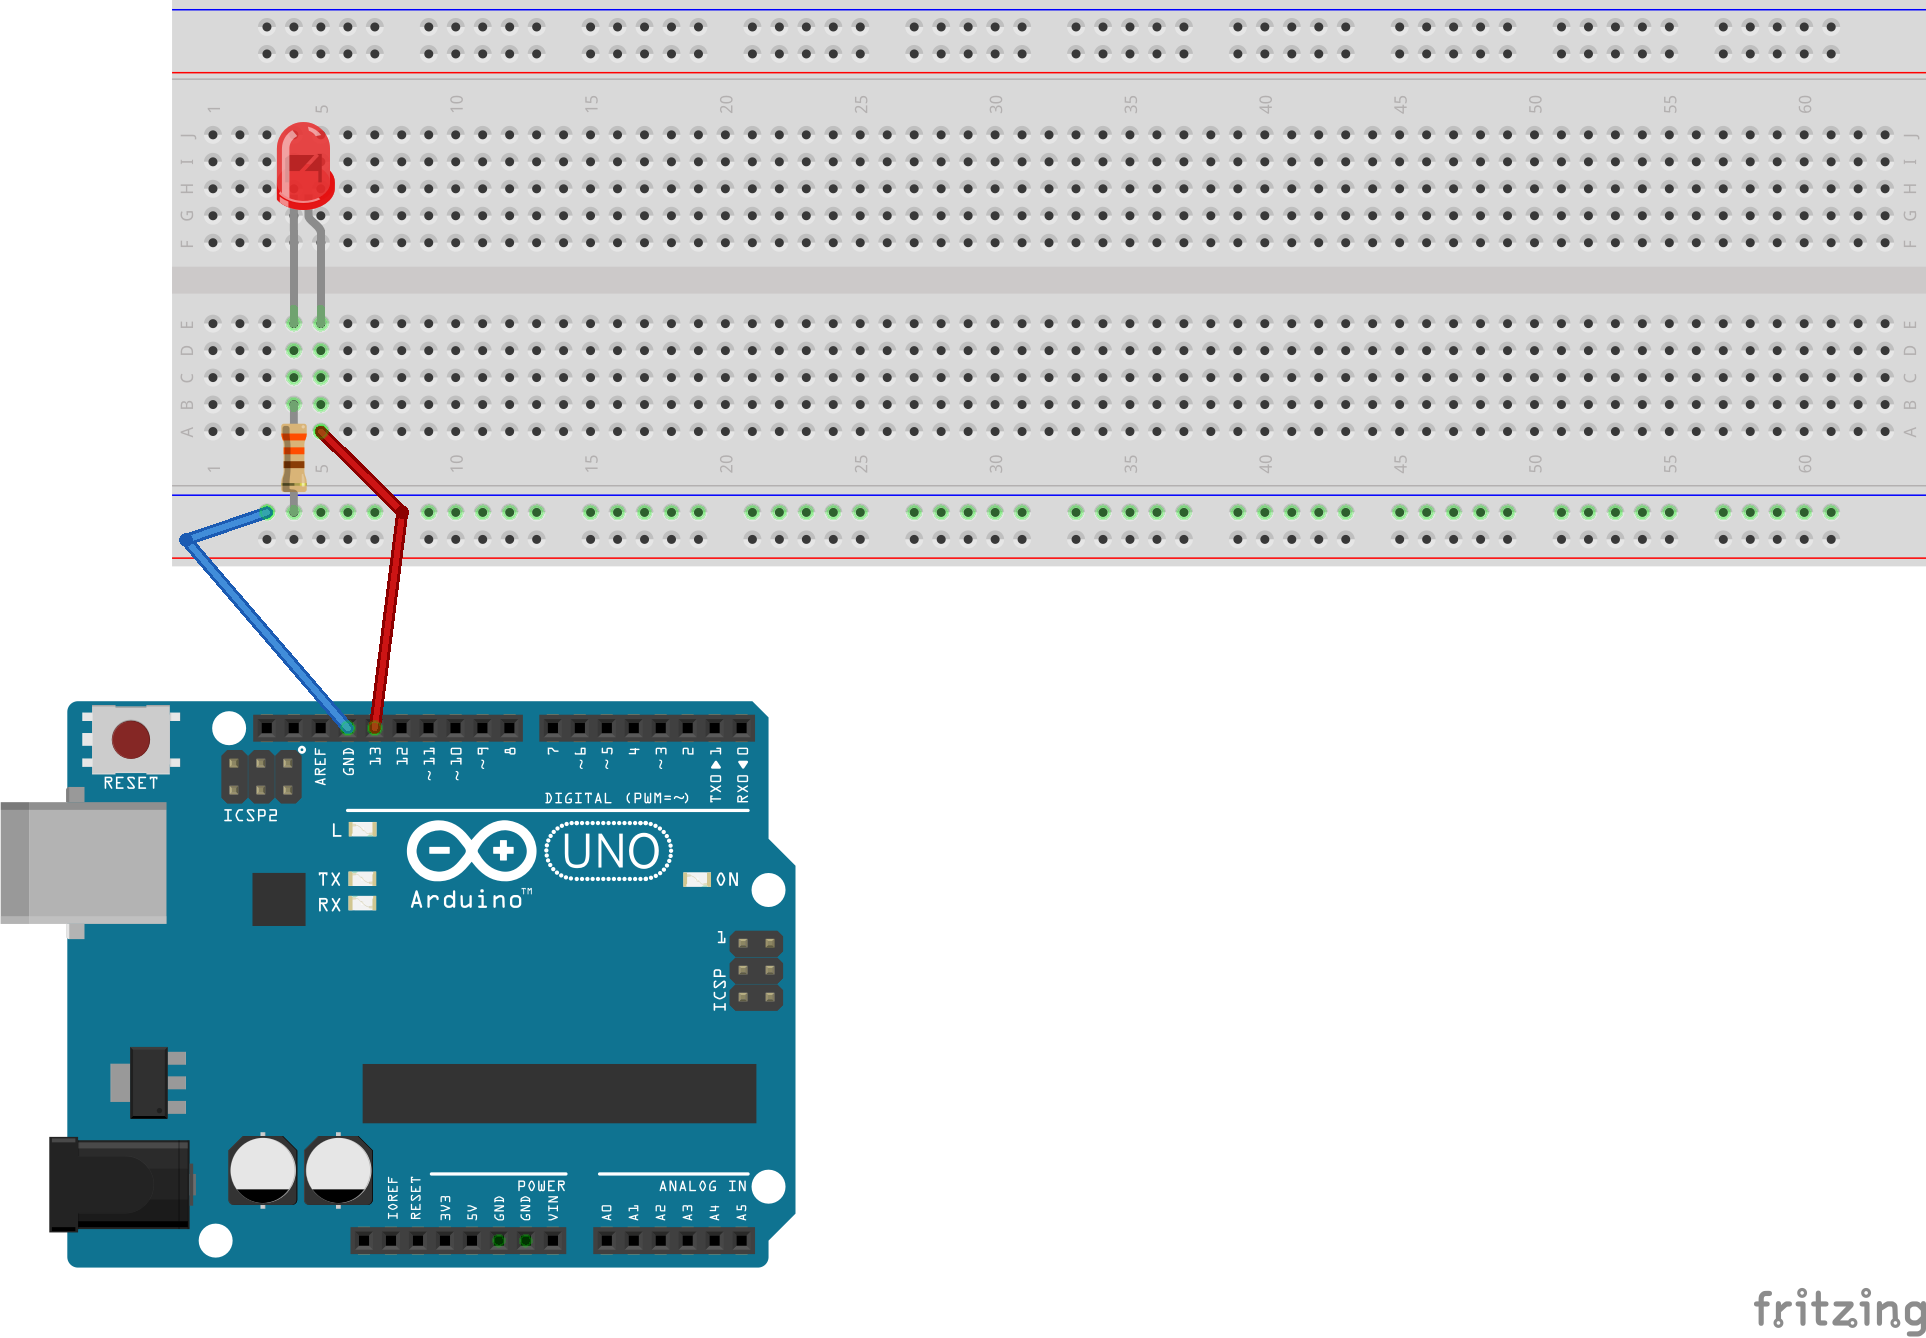 1 5 10 15 20 25 30 35 40 45 50 55 60
J J
I I
H H
G G
F F
E E
D D
C C
B B
A A
1 5 10 15 20 25 30 35 40 45 50 55 60
RESET
ICSP2
AREF
GND
13
12
~11
~10
~9
8
7
~6
~5
4
~3
2
TX0▶1
RX0◀0
DIGITAL (PWM=~)
L
TX
RX
UNO
Arduino™
ON
1
ICSP
IOREF
RESET
3V3
5V
GND
GND
VIN
POWER
A0
A1
A2
A3
A4
A5
ANALOG IN
fritzing